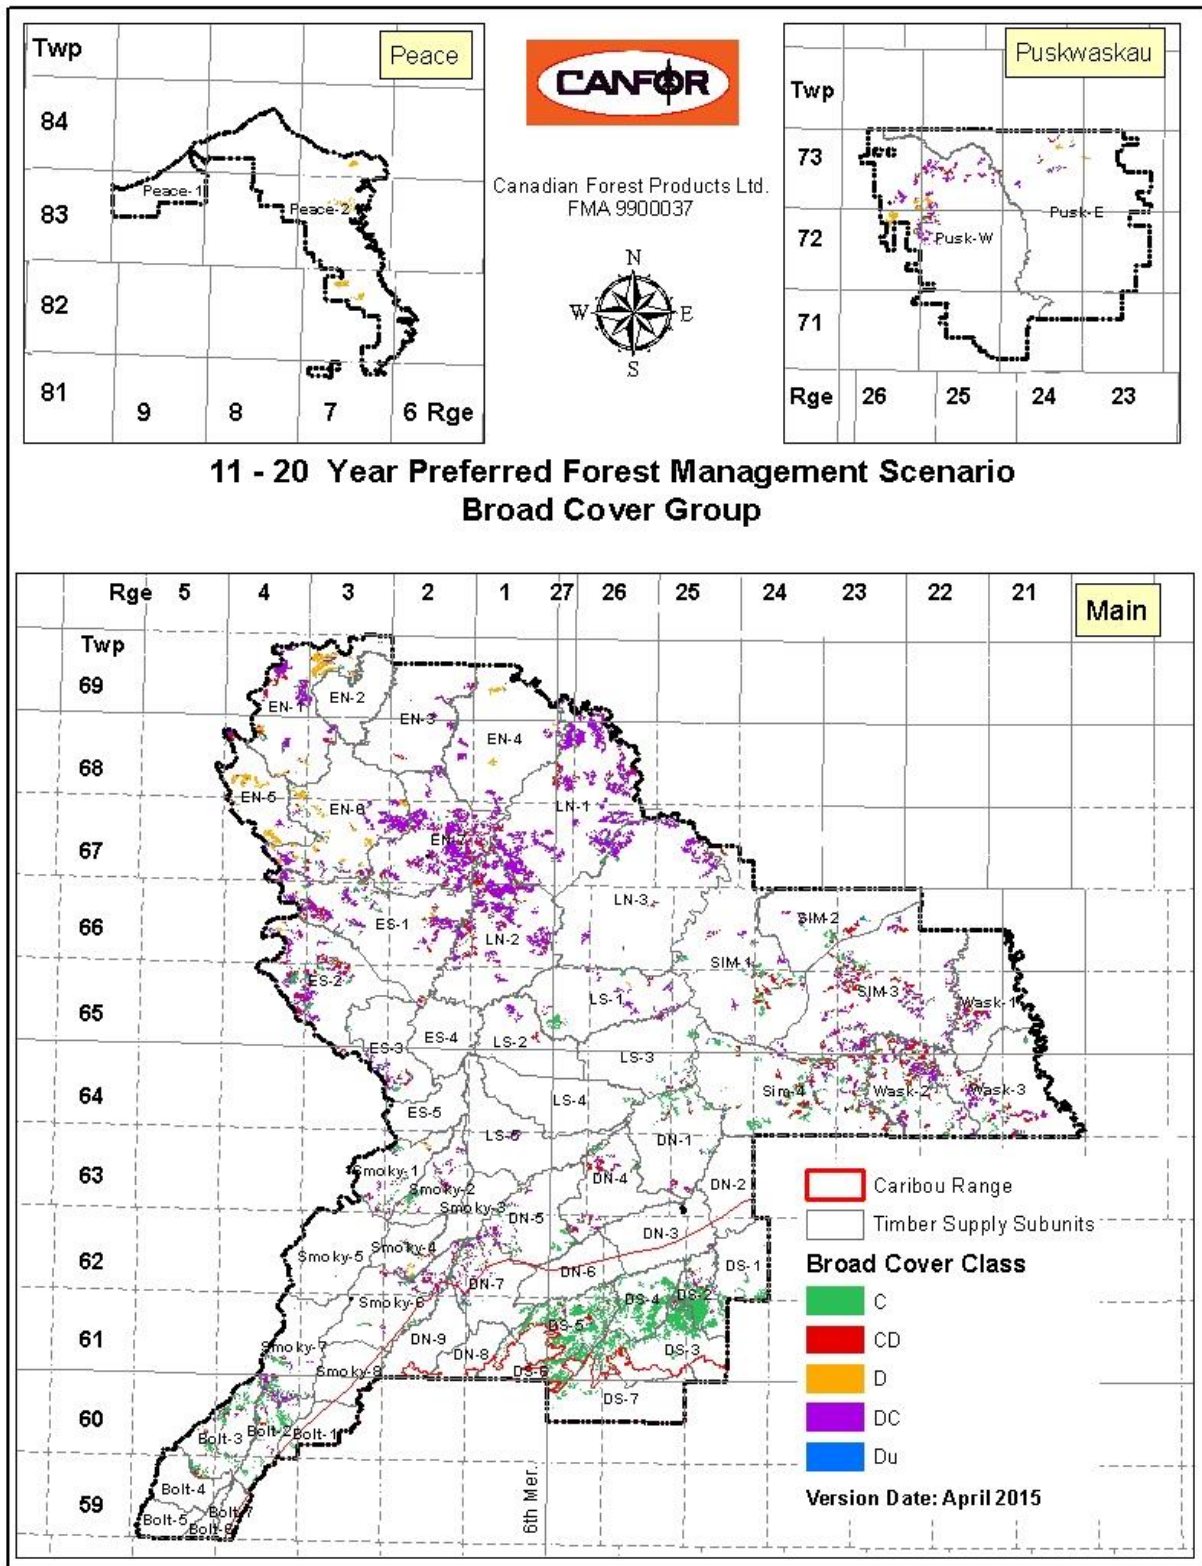 Twp
Peace
84
83
82
81
Peace-1
Peace-2
9
8
7
6 Rge
CANFOR
Canadian Forest Products Ltd.
FMA 9900037
N
W
E
S
Puskwaskau
Twp
73
72
71
Pusk-E
Pusk-W
Rge
26
25
24
23
11 - 20 Year Preferred Forest Management Scenario
Broad Cover Group
Rge
5
4
3
2
1
27
26
25
24
23
22
21
Main
Twp
69
68
67
66
65
64
63
62
61
60
59
EN-1
EN-2
EN-3
EN-4
EN-5
EN-6
EN-7
LN-1
LN-3
ES-1
LN-2
SIM-2
SIM-1
ES-2
LS-1
SIM-3
Wask-1
ES-4
LS-2
ES-3
LS-3
LS-4
Sim-4
Wask-2
Wask-3
ES-5
LS-5
DN-1
Smoky-1
Smoky-2
Smoky-3
DN-4
DN-2
DN-5
DN-3
Smoky-5
Smoky-4
DN-7
DN-6
DS-1
Smoky-6
DS-4
DS-2
DS-5
DN-9
DN-8
DS-3
Smoky-7
Smoky-8
DS-6
DS-7
Bolt-3
Bolt-2
Bolt-1
Bolt-4
Bolt-5
Bolt-7
Bolt-6
6th Mer.
Caribou Range
Timber Supply Subunits
Broad Cover Class
C
CD
D
DC
Du
Version Date: April 2015